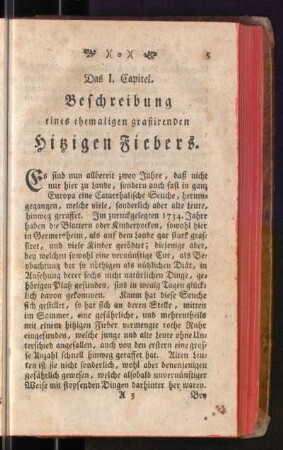 5
Das I. Capitel.
Beschreibung
eines ehemaligen graßirenden
Hitzigen Fiebers.
Es sind nun allbereit zwey Jahre, daß nicht
nur hier zu Lande, sondern auch fast in ganz
Europa eine Catarrhalische Seuche, herum-
gegangen, welche viele, sonderlich aber alte Leute,
hinweg geraffet. Im zurückgelegten 1734. Jahre
haben die Blattern oder Kinderpocken, sowohl hier
in Germersheim, als auf den Lande gar stark gras-
siret, und viele Kinder getödtet; diejenige aber,
bey welchen sowohl eine vernünftige Cur, als Be-
obachtung der so nöthigen als nützlichen Diät, in
Ansehung derer sechs nicht natürlichen Dinge, ge-
hörigen Platz gefunden, sind in wenig Tagen glück-
lich davon gekommen. Kaum hat diese Seuche
sich gestillet, so hat sich an deren Stelle, mitten
im Sommer, eine gefährliche, und mehrentheils
mit einem hitzigen Fieber vermengte rothe Ruhr
eingefunden, welche junge und alte Leute ohne Un-
terschied angefallen, auch von den erstern eine gros-
se Anzahl schnell hinweg geraffet hat. Alten Leu-
ten ist sie nicht sonderlich, wohl aber denenjenigen
gefährlich gewesen, welche alsobald unvernünftiger
Weise mit stopfenden Dingen darhinter her waren.
A 3 Bey